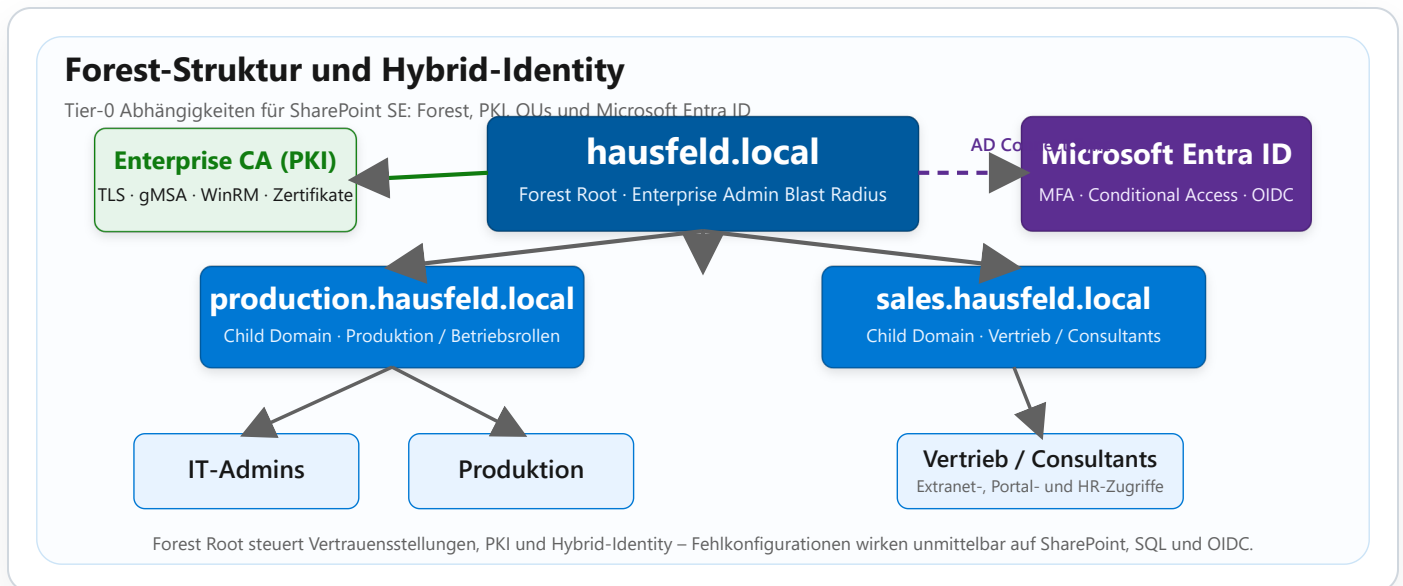 Forest-Struktur und Hybrid-Identity
Tier-0 Abhängigkeiten für SharePoint SE: Forest, PKI, OUs und Microsoft Entra ID
Enterprise CA (PKI)
TLS · gMSA · WinRM · Zertifikate
hausfeld.local
Forest Root · Enterprise Admin Blast Radius
AD
Microsoft Entra ID
MFA · Conditional Access · OIDC
production.hausfeld.local
Child Domain · Produktion / Betriebsrollen
sales.hausfeld.local
Child Domain · Vertrieb / Consultants
IT-Admins
Produktion
Vertrieb / Consultants
Extranet-, Portal- und HR-Zugriffe
Forest Root steuert Vertrauensstellungen, PKI und Hybrid-Identity – Fehlkonfigurationen wirken unmittelbar auf SharePoint, SQL und OIDC.